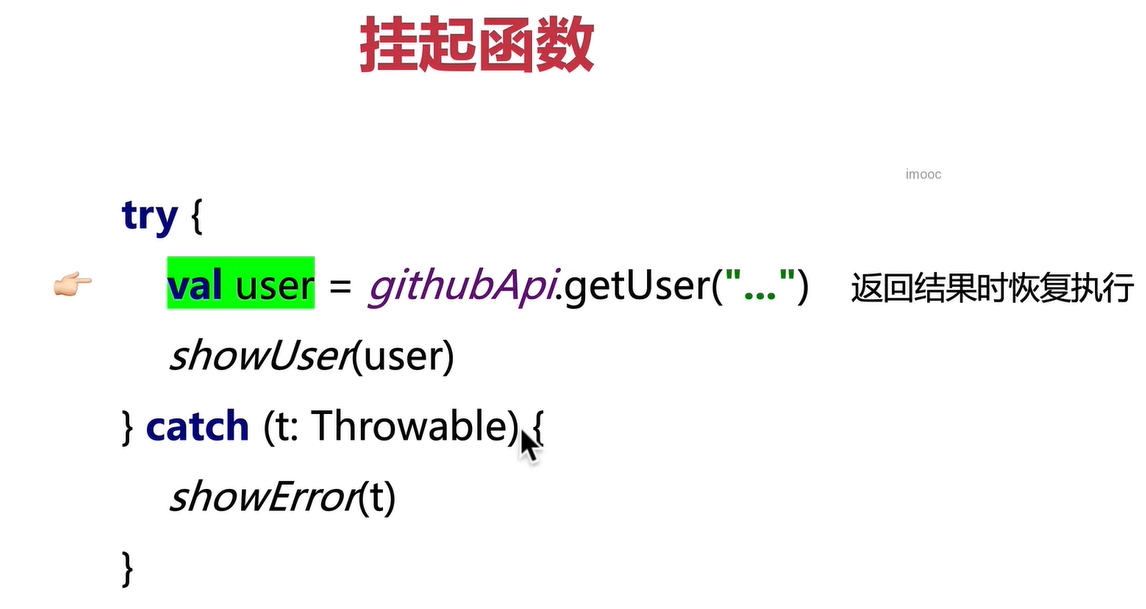 挂起函数
imooc
try {
val user = githubApi.getUser("...") 返回结果时恢复执行
showUser(user)
} catch (t: Throwable) {
showError(t)
}